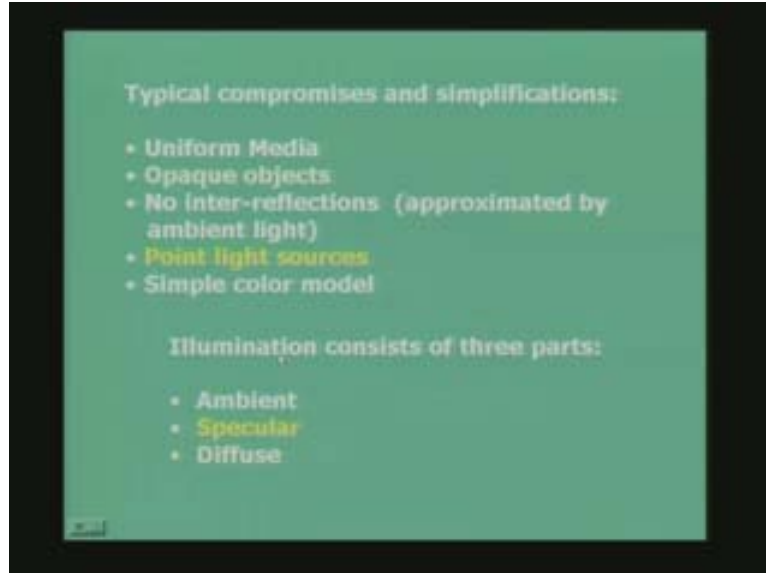 Typical compromises and simplifications:
• Uniform Media
• Opaque objects
• No inter-reflections (approximated by
ambient light)
• Point light sources
• Simple color model
Illumination consists of three parts:
• Ambient
• Specular
• Diffuse